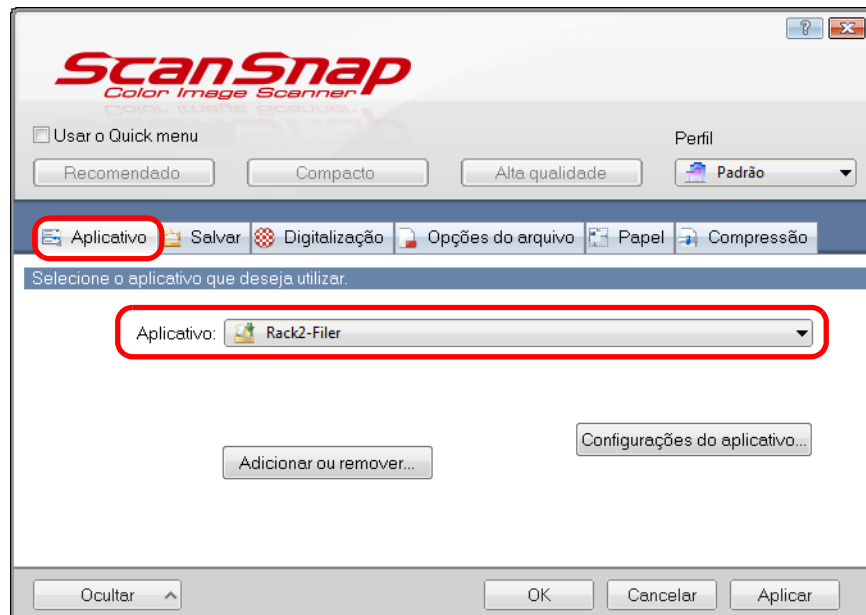 ScanSnap
Color Image Scanner
Usar o Quick menu
Perfil
Recomendado Compacto Alta qualidade Padrão
Aplicativo Salvar Digitalização Opções do arquivo Papel Compressão
Selecione o aplicativo que deseja utilizar.
Aplicativo: Rack2-Filer
Configurações do aplicativo...
Adicionar ou remover...
Ocultar OK Cancelar Aplicar